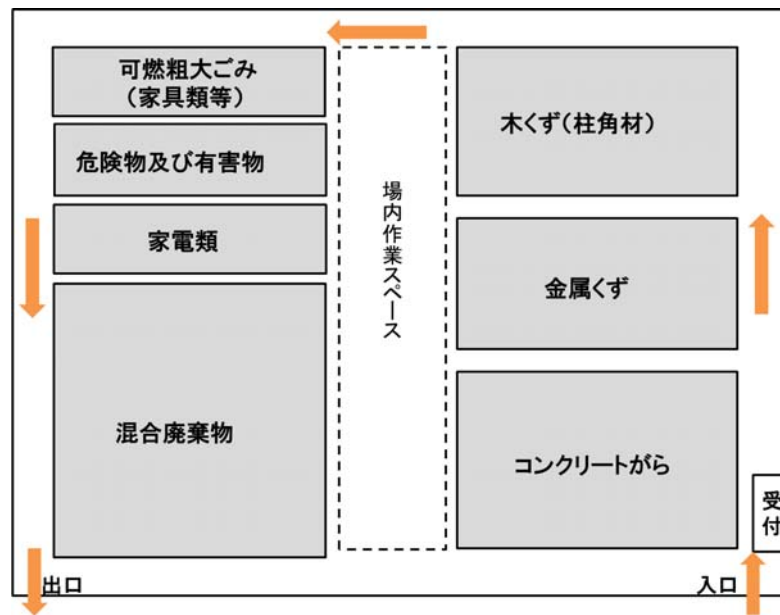 可燃粗大ごみ
（家具類等）
危険物及び有害物
家電類
混合廃棄物
場内作業スペース
木くず（柱角材）
金属くず
コンクリートがら
受付
出口
入口